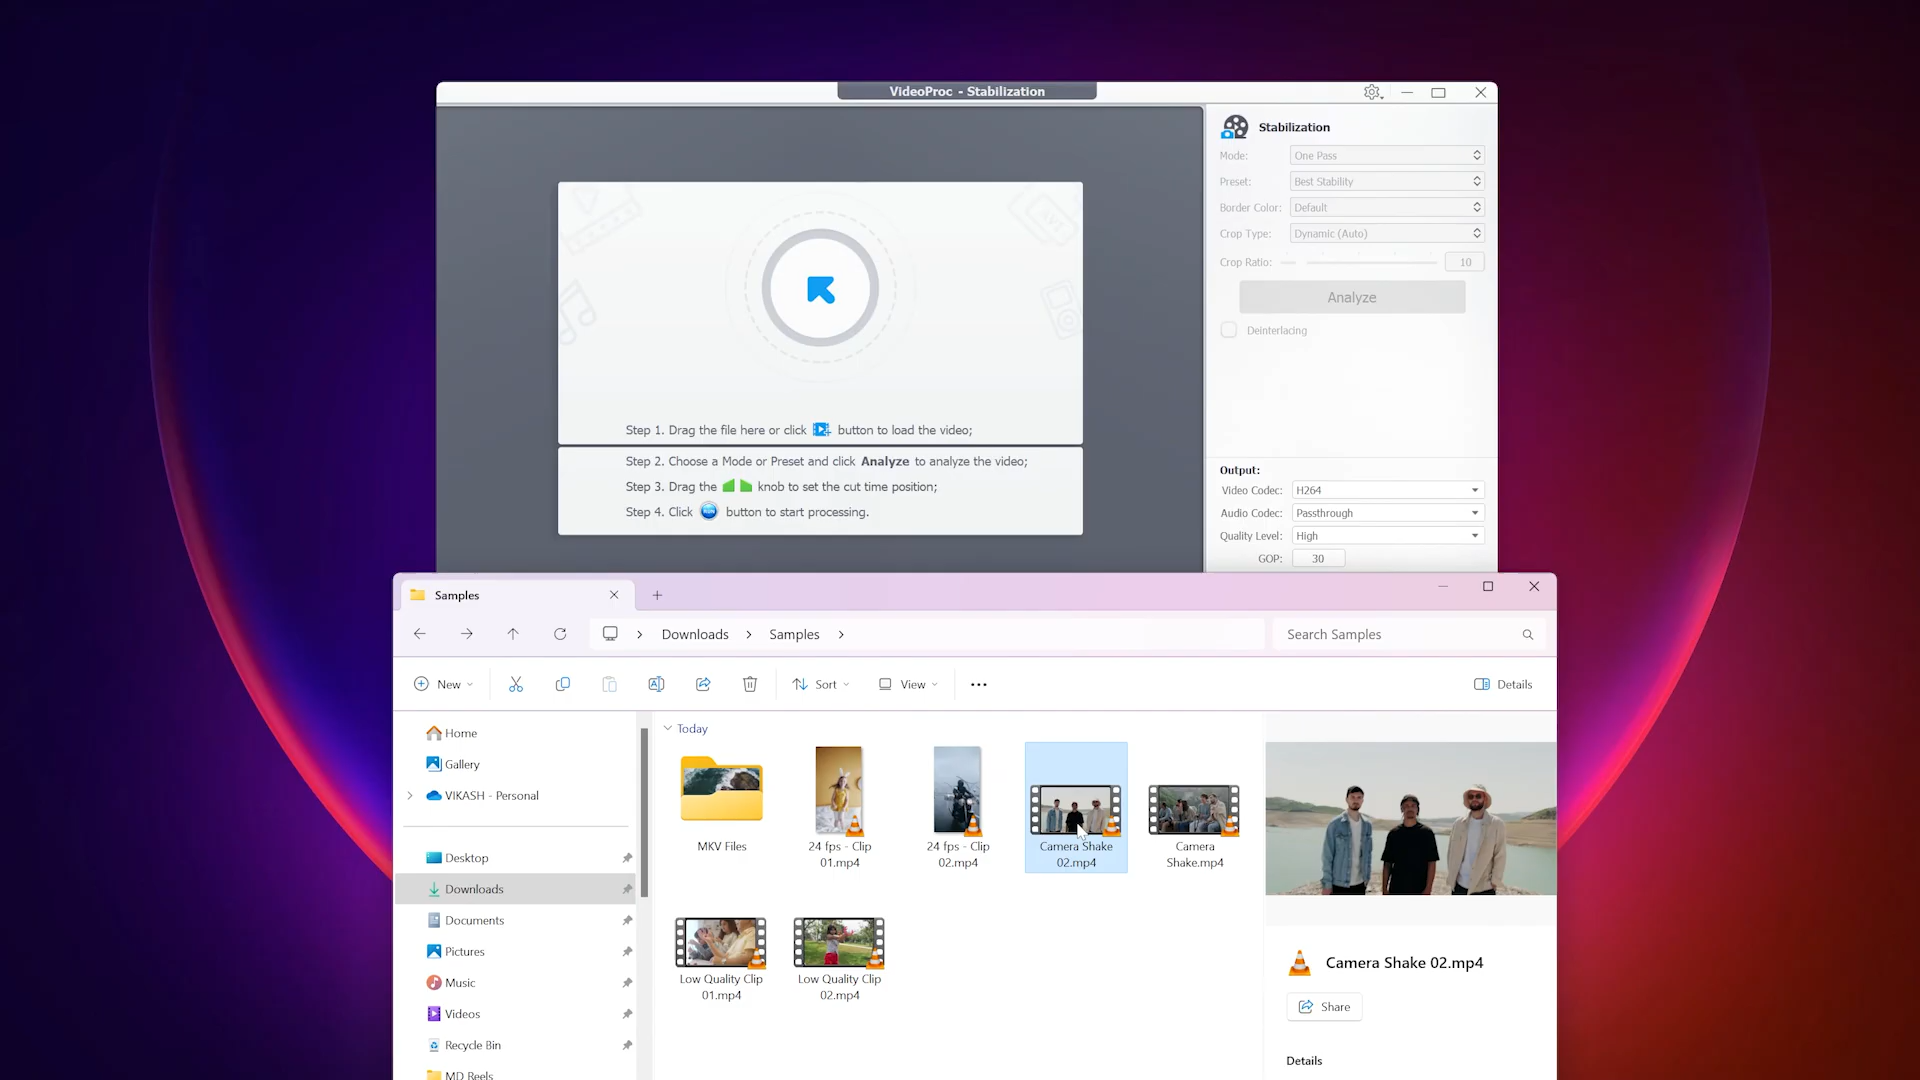 VideoProc - Stabilization
Stabilization
Mode: One Pass
Preset: Best Stability
Border Color: Default
Crop Type: Dynamic (Auto)
Crop Ratio: 10
Analyze
Deinterlacing
Step 1. Drag the file here or click button to load the video;
Step 2. Choose a Mode or Preset and click Analyze to analyze the video;
Step 3. Drag the knob to set the cut time position;
Step 4. Click RUN button to start processing.
Output:
Video Codec: H264
Audio Codec: Passthrough
Quality Level: High
GOP: 30
Samples
Downloads > Samples >
Search Samples
New
Sort
View
Details
Home
Gallery
VIKASH - Personal
Desktop
Downloads
Documents
Pictures
Music
Videos
Recycle Bin
MD Reels
Today
MKV Files
24 fps - Clip
01.mp4
24 fps - Clip
02.mp4
Camera Shake
02.mp4
Camera
Shake.mp4
Low Quality Clip
01.mp4
Low Quality Clip
02.mp4
Camera Shake 02.mp4
Share
Details